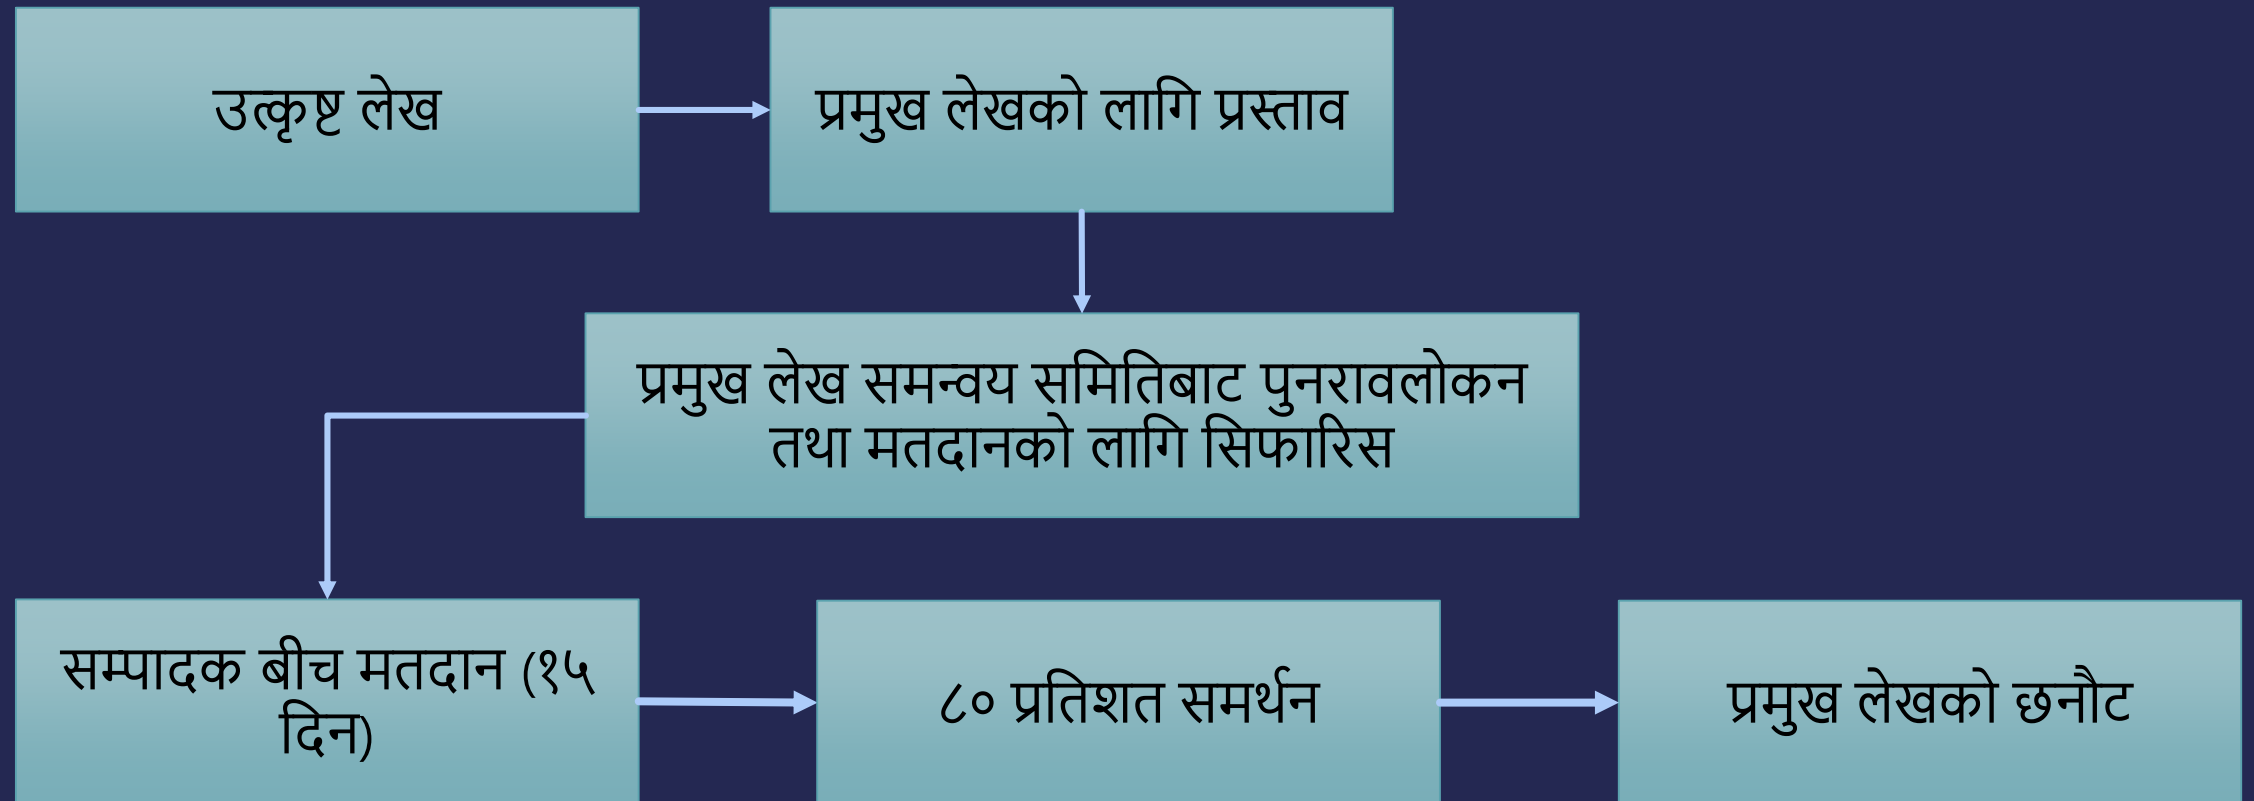 उत्कृष्ट लेख
प्रमुख लेखको लागि प्रस्ताव
प्रमुख लेख समन्वय समितिबाट पुनरावलोकन
तथा मतदानको लागि सिफारिस
सम्पादक बीच मतदान (१५
दिन)
८० प्रतिशत समर्थन
प्रमुख लेखको छनौट